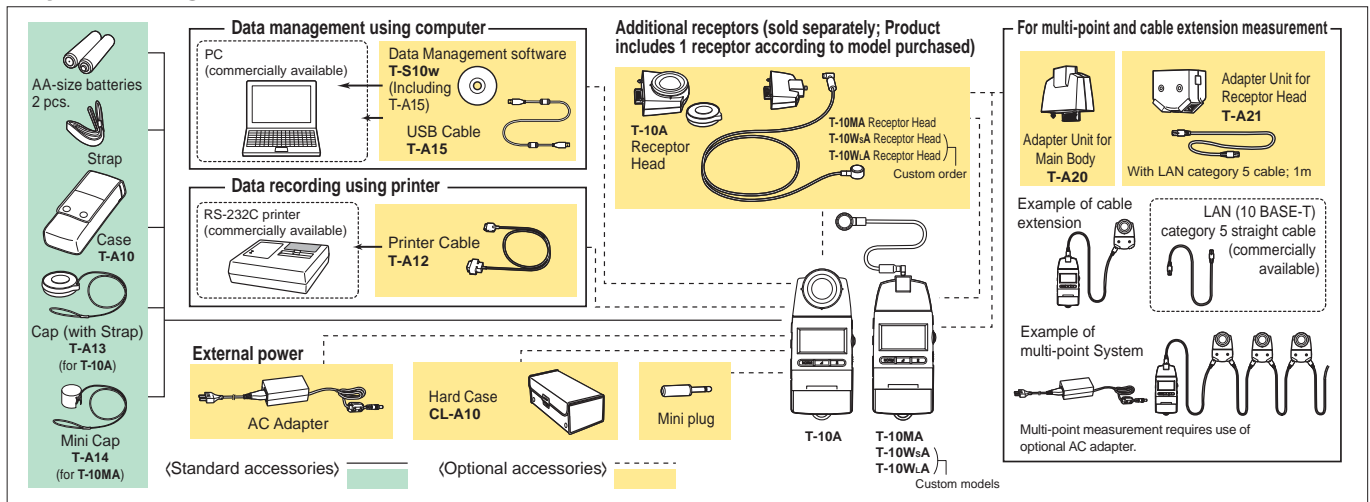 AA-size batteries
2 pcs.
Strap
Case
T-A10
Cap (with Strap)
T-A13
(for T-10A)
Mini Cap
T-A14
(for T-10MA)
Data management using computer
PC
(commercially available)
Data Management software
T-S10w
(Including
T-A15)
USB Cable
T-A15
Data recording using printer
RS-232C printer
(commercially available)
Printer Cable
T-A12
External power
AC Adapter
Hard Case
CL-A10
Mini plug
〈Standard accessories〉
〈Optional accessories〉
Additional receptors (sold separately; Product
includes 1 receptor according to model purchased)
T-10A
Receptor
Head
T-10MA Receptor Head
T-10WsA Receptor Head
T-10WLA Receptor Head
Custom order
T-10A
T-10MA
T-10WsA
T-10WLA
Custom models
For multi-point and cable extension measurement
Adapter Unit for
Main Body
T-A20
Adapter Unit for
Receptor Head
T-A21
With LAN category 5 cable; 1m
Example of cable
extension
LAN (10 BASE-T)
category 5 straight cable
(commercially
available)
Example of
multi-point System
Multi-point measurement requires use of
optional AC adapter.